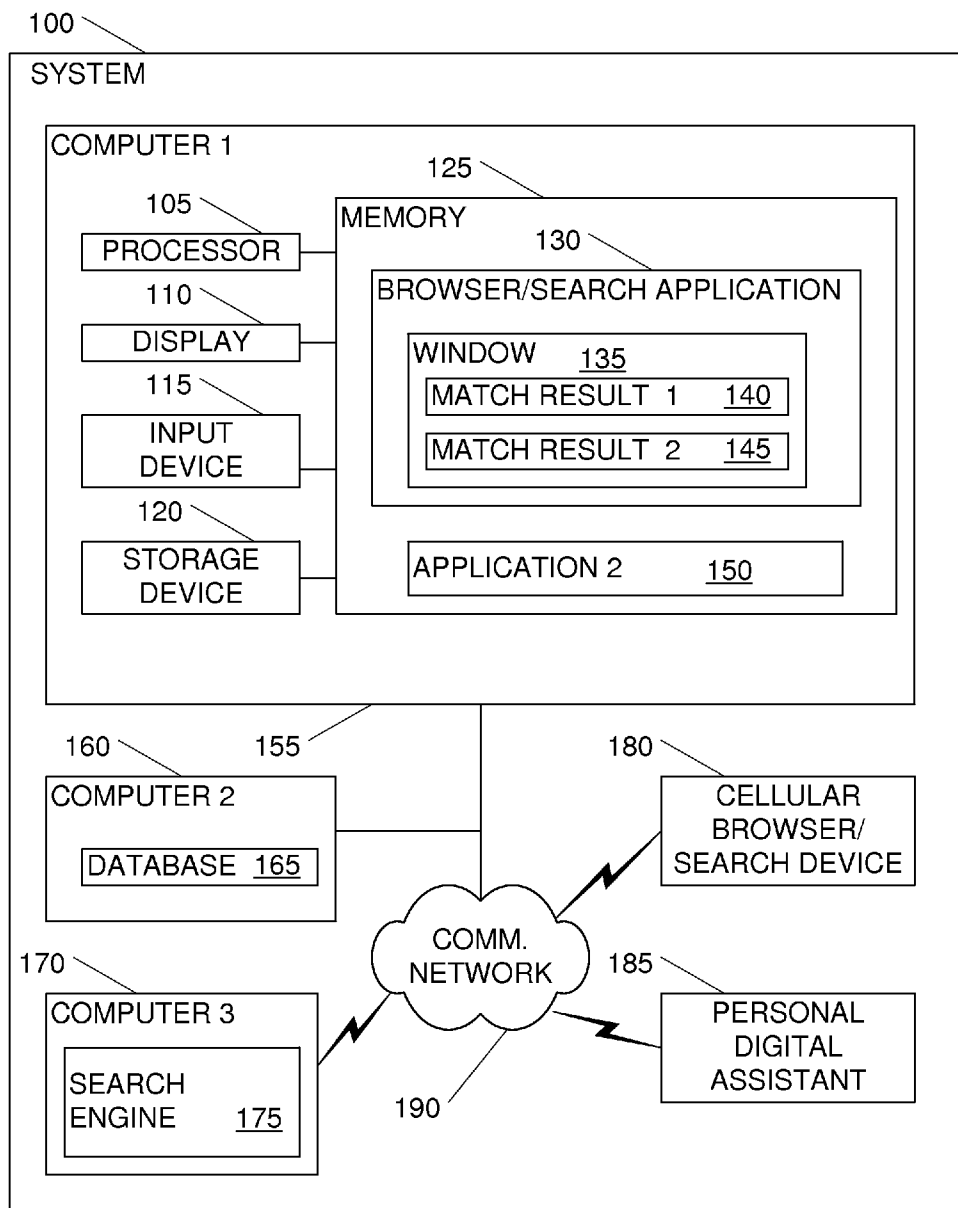 100
SYSTEM
COMPUTER 1
125
105
MEMORY
PROCESSOR
130
110
BROWSER/SEARCH APPLICATION
DISPLAY
WINDOW 135
115
MATCH RESULT 1 140
INPUT
DEVICE
MATCH RESULT 2 145
120
STORAGE
DEVICE
APPLICATION 2 150
160
155
180
COMPUTER 2
CELLULAR
BROWSER/
SEARCH DEVICE
DATABASE 165
COMM.
NETWORK
170
185
COMPUTER 3
PERSONAL
DIGITAL
ASSISTANT
SEARCH
ENGINE 175
190